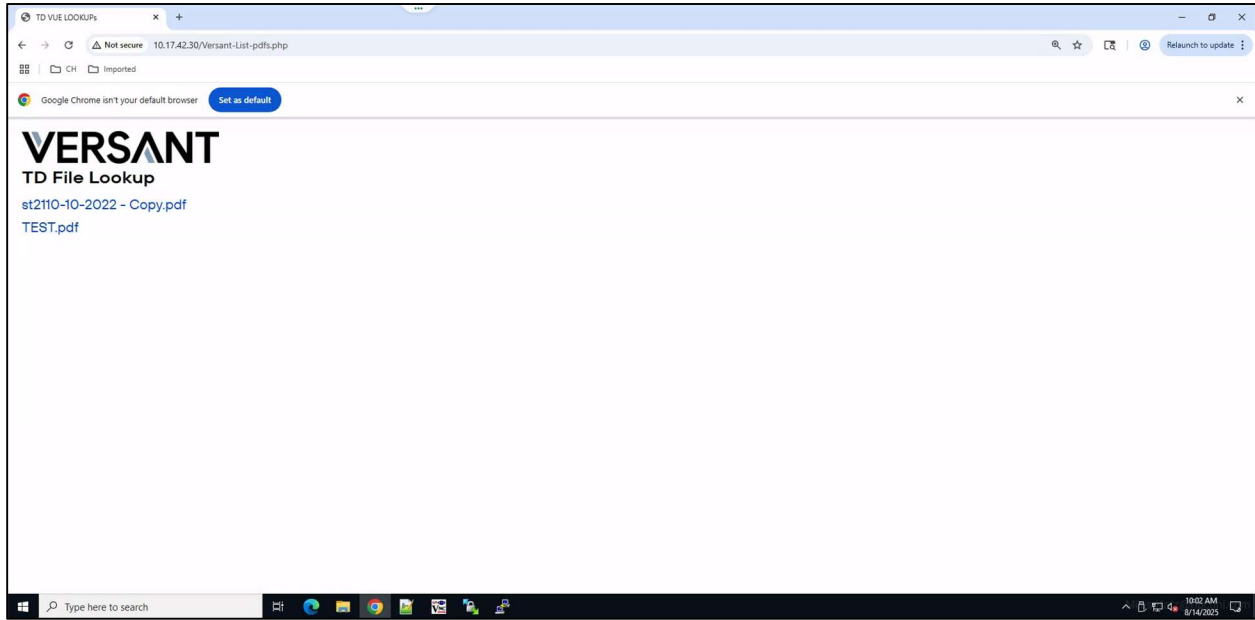 TD VUE LOOKUPs
Not secure 10.17.42.30/Versant-List-pdfs.php Relaunch to update
CH Imported
Google Chrome isn't your default browser Set as default
VERSANT
TD File Lookup
st2110-10-2022 - Copy.pdf
TEST.pdf
Type here to search 10:02 AM
8/14/2025